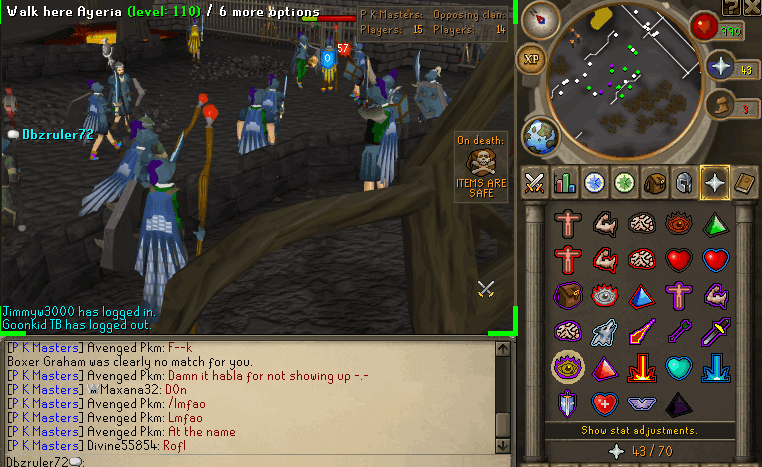 Walk here Ayeria (level: 110) / 6 more options
P K Masters: Opposing clan:
Players: 15 Players: 14
57
0
990
XP
43
Dbzruler72
On death:
ITEMS ARE
SAFE
Jimmyw3000 has logged in.
Goonkid TB has logged out.
[P K Masters] Avenged Pkm: F--k
Boxer Graham was clearly no match for you.
[P K Masters] Avenged Pkm: Damn it habla for not showing up -.-
[P K Masters] Maxana32: D0n
[P K Masters] Avenged Pkm: /lmfao
[P K Masters] Avenged Pkm: Lmfao
[P K Masters] Avenged Pkm: At the name
[P K Masters] Divine55854: Rofl
Dbzruler72:
Show stat adjustments.
43 / 70